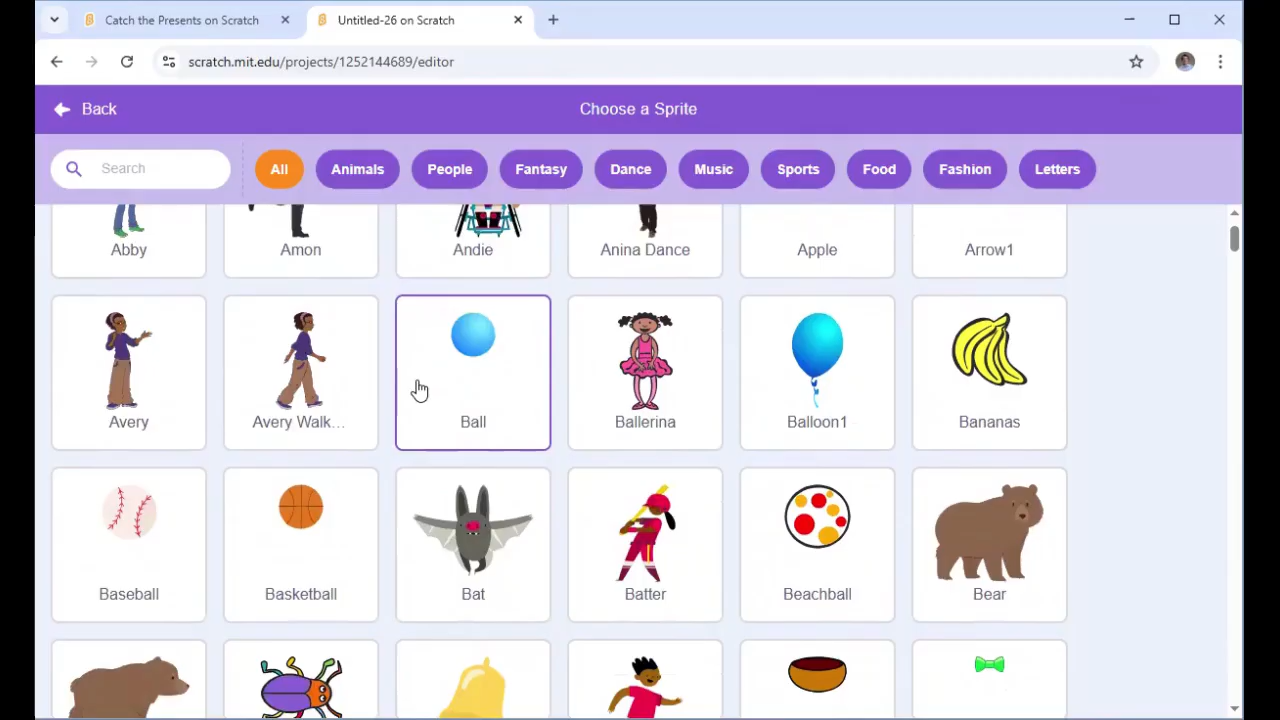 Catch the Presents on Scratch
Untitled-26 on Scratch
scratch.mit.edu/projects/1252144689/editor
Back
Choose a Sprite
Search
All
Animals
People
Fantasy
Dance
Music
Sports
Food
Fashion
Letters
Abby
Amon
Andie
Anina Dance
Apple
Arrow1
Avery
Avery Walk...
Ball
Ballerina
Balloon1
Bananas
Baseball
Basketball
Bat
Batter
Beachball
Bear